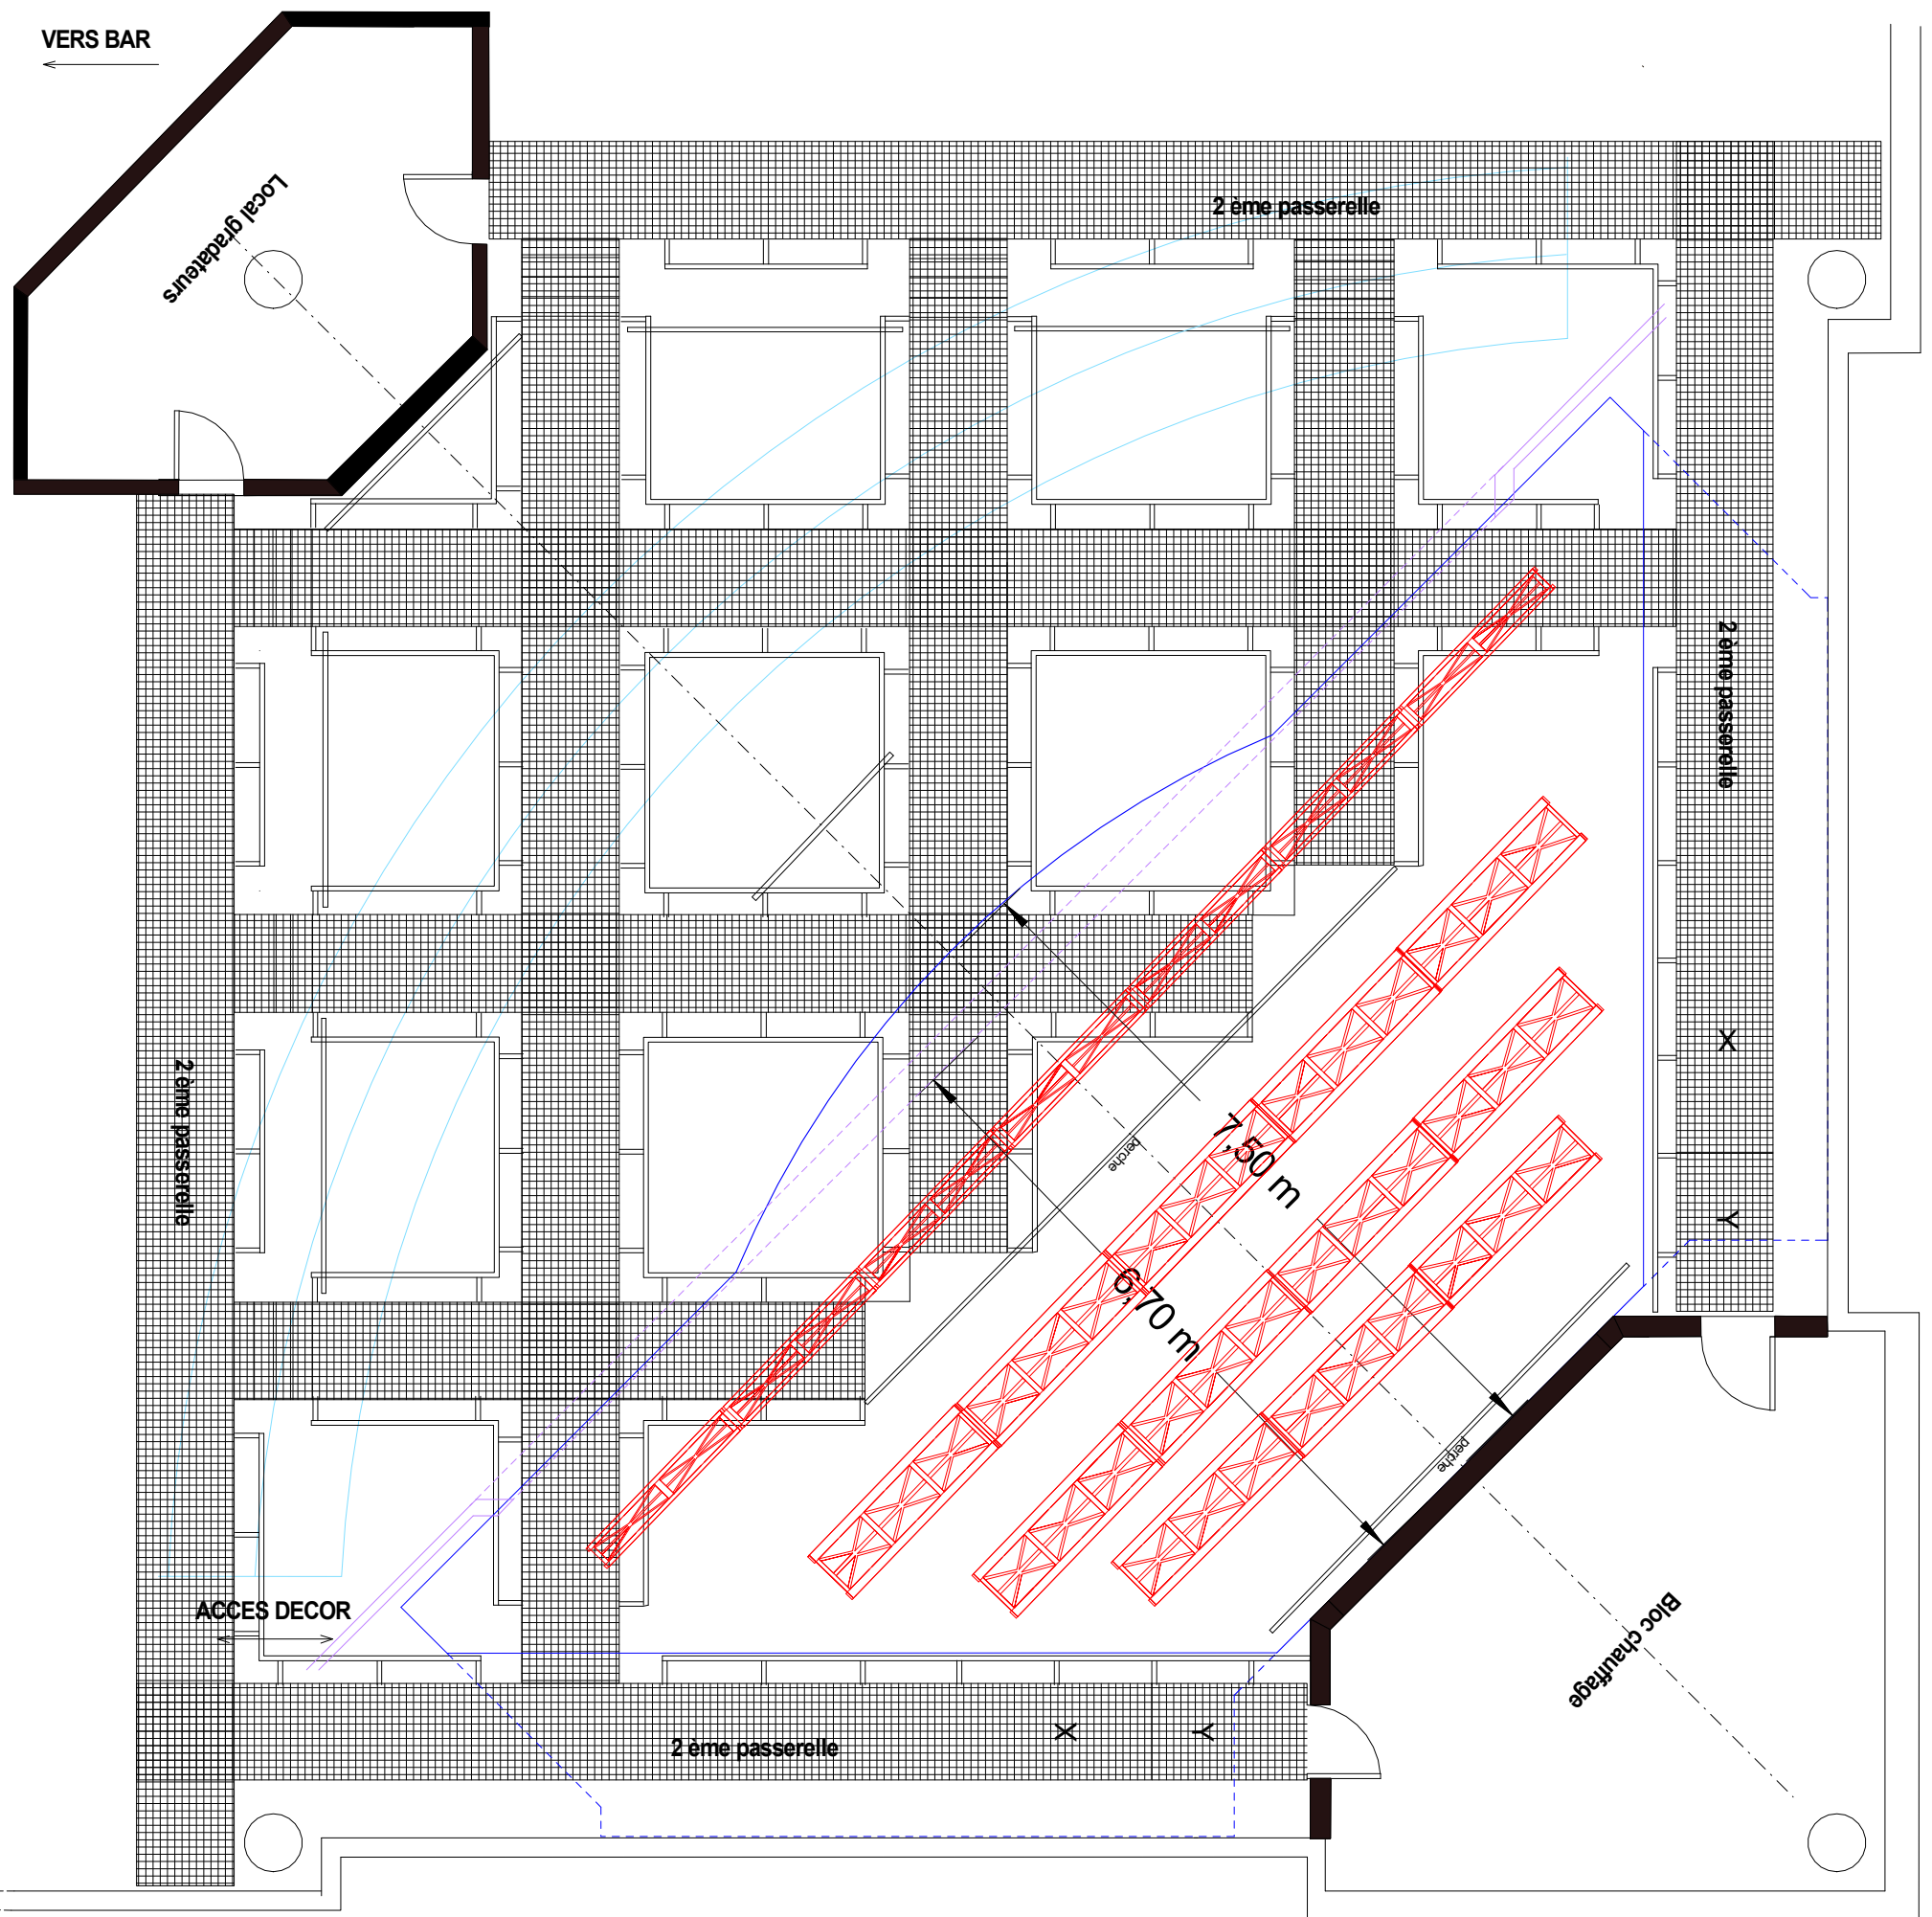 VERS BAR
Local gradateurs
2 ème passerelle
2 ème passerelle
X
Y
perche
7,50 m
6,70 m
2 ème passerelle
perche
ACCES DECOR
Bloc chauffage
2 ème passerelle
X
Y